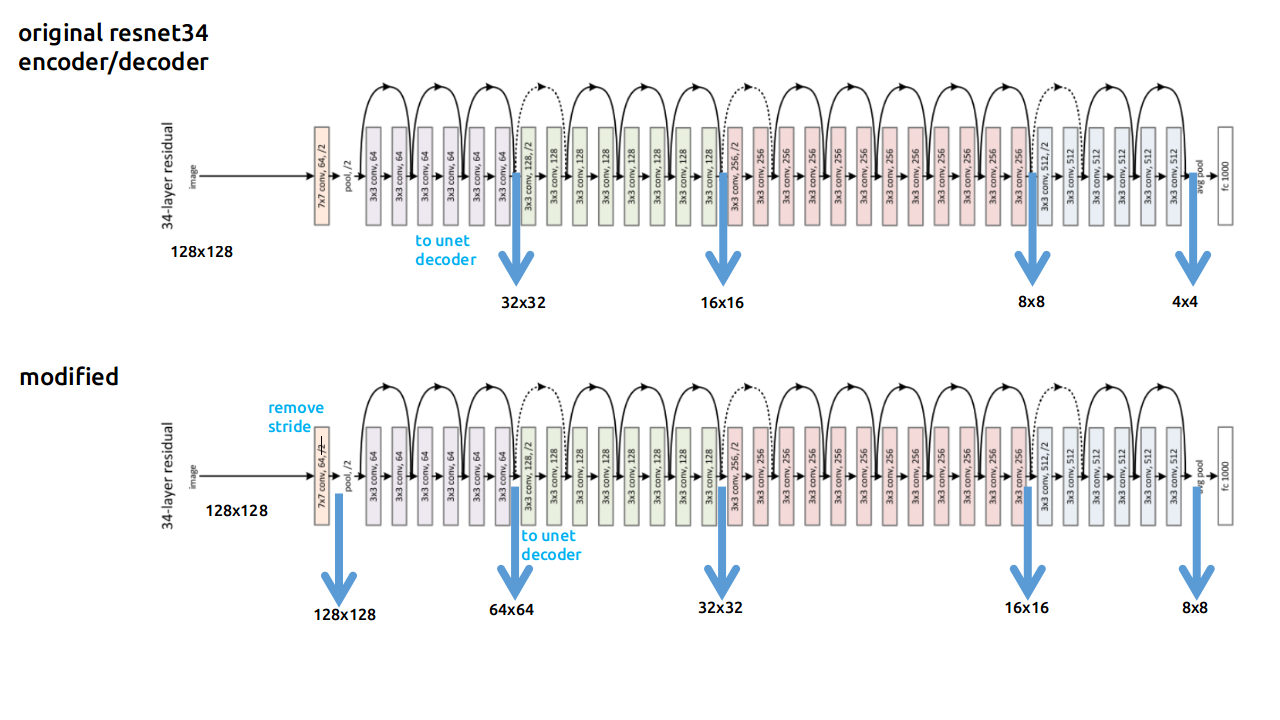 original resnet34
encoder/decoder
34-layer residual
image
7x7 conv, 64, /2
pool, /2
3x3 conv, 64
3x3 conv, 64
3x3 conv, 64
3x3 conv, 64
3x3 conv, 64
3x3 conv, 64
3x3 conv, 128, /2
3x3 conv, 128
3x3 conv, 128
3x3 conv, 128
3x3 conv, 128
3x3 conv, 128
3x3 conv, 128
3x3 conv, 128
3x3 conv, 256, /2
3x3 conv, 256
3x3 conv, 256
3x3 conv, 256
3x3 conv, 256
3x3 conv, 256
3x3 conv, 256
3x3 conv, 256
3x3 conv, 256
3x3 conv, 256
3x3 conv, 256
3x3 conv, 256
3x3 conv, 512, /2
3x3 conv, 512
3x3 conv, 512
3x3 conv, 512
3x3 conv, 512
3x3 conv, 512
avg pool
fc 1000
128x128
to unet
decoder
32x32
16x16
8x8
4x4
modified
remove
stride
34-layer residual
image
7x7 conv, 64, /2
pool, /2
3x3 conv, 64
3x3 conv, 64
3x3 conv, 64
3x3 conv, 64
3x3 conv, 64
3x3 conv, 64
3x3 conv, 128, /2
3x3 conv, 128
3x3 conv, 128
3x3 conv, 128
3x3 conv, 128
3x3 conv, 128
3x3 conv, 128
3x3 conv, 128
3x3 conv, 256, /2
3x3 conv, 256
3x3 conv, 256
3x3 conv, 256
3x3 conv, 256
3x3 conv, 256
3x3 conv, 256
3x3 conv, 256
3x3 conv, 256
3x3 conv, 256
3x3 conv, 256
3x3 conv, 256
3x3 conv, 512, /2
3x3 conv, 512
3x3 conv, 512
3x3 conv, 512
3x3 conv, 512
3x3 conv, 512
avg pool
fc 1000
128x128
to unet
decoder
128x128
64x64
32x32
16x16
8x8